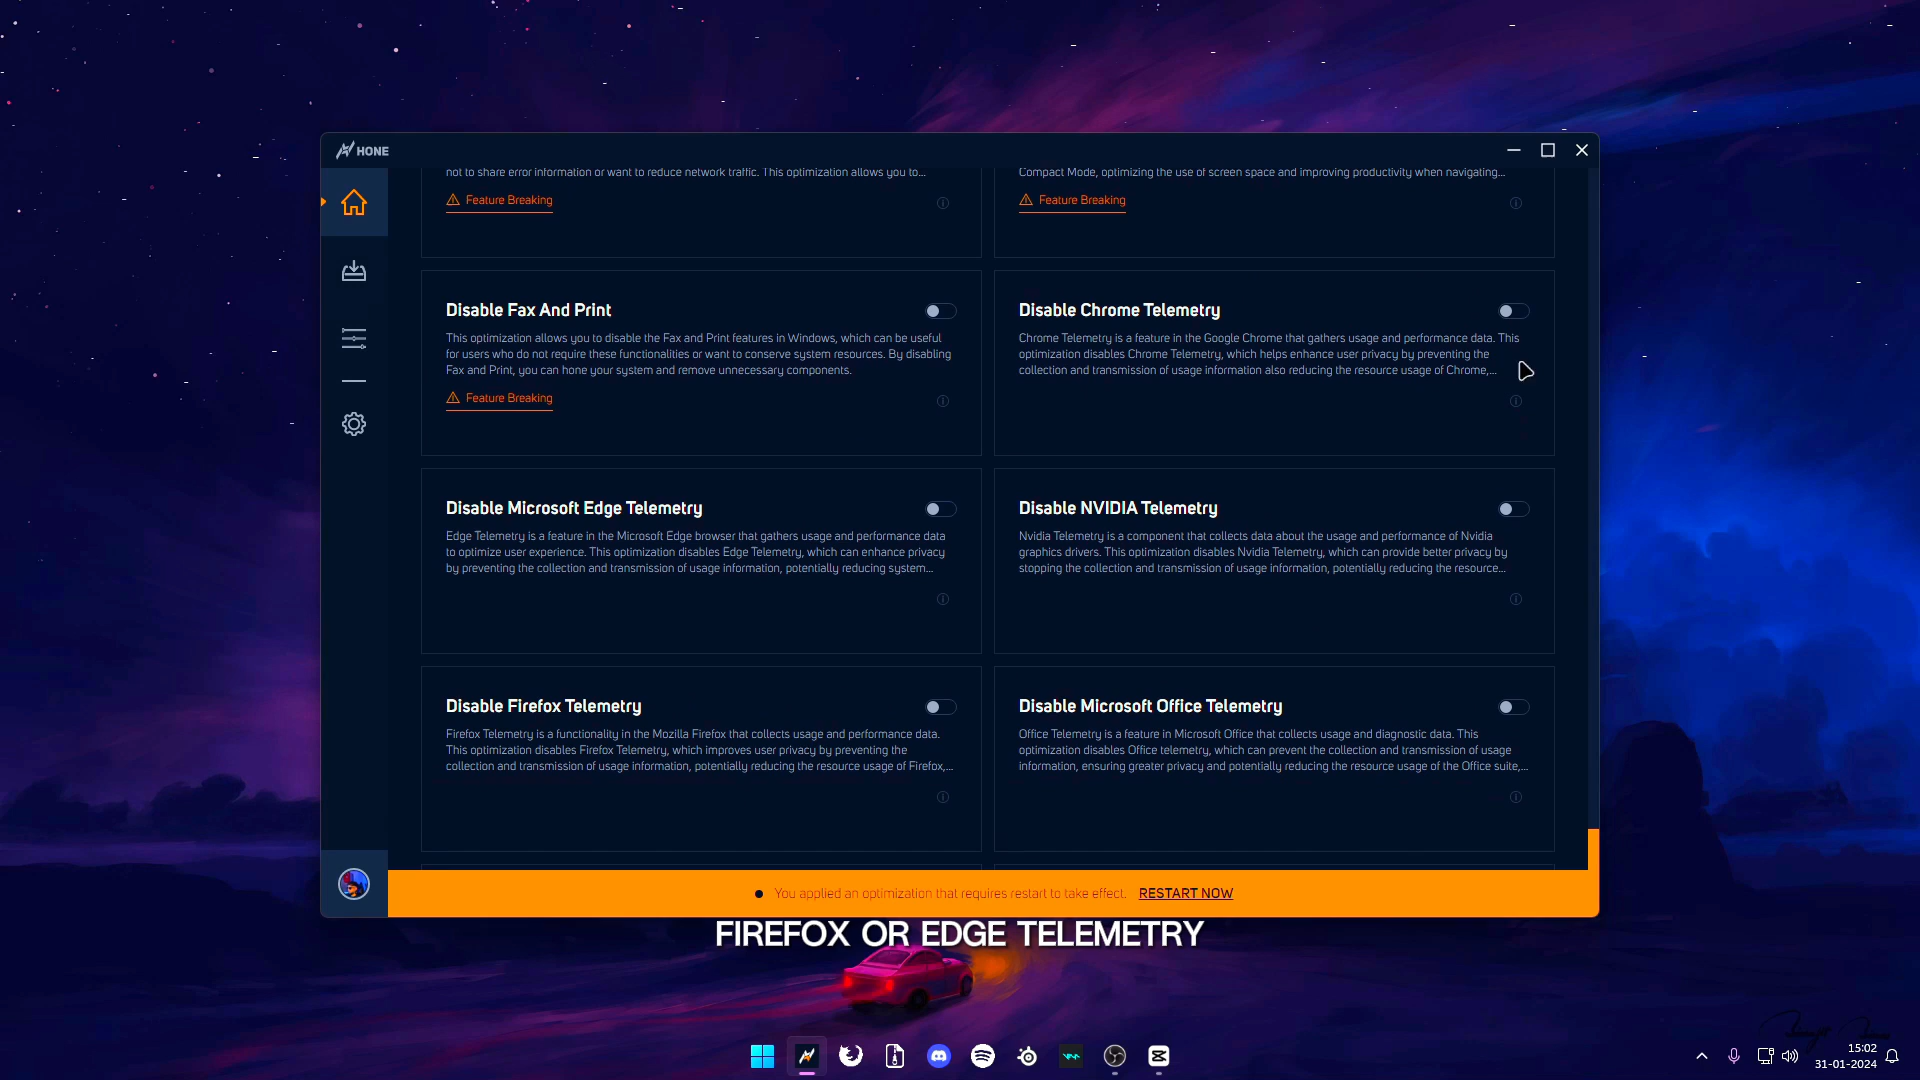 HONE
not to share error information or want to reduce network traffic. This optimization allows you to...
Feature Breaking
Compact Mode, optimizing the use of screen space and improving productivity when navigating...
Feature Breaking
Disable Fax And Print
This optimization allows you to disable the Fax and Print features in Windows, which can be useful
for users who do not require these functionalities or want to conserve system resources. By disabling
Fax and Print, you can hone your system and remove unnecessary components.
Feature Breaking
Disable Chrome Telemetry
Chrome Telemetry is a feature in the Google Chrome that gathers usage and performance data. This
optimization disables Chrome Telemetry, which helps enhance user privacy by preventing the
collection and transmission of usage information also reducing the resource usage of Chrome,...
Disable Microsoft Edge Telemetry
Edge Telemetry is a feature in the Microsoft Edge browser that gathers usage and performance data
to optimize user experience. This optimization disables Edge Telemetry, which can enhance privacy
by preventing the collection and transmission of usage information, potentially reducing system...
Disable NVIDIA Telemetry
Nvidia Telemetry is a component that collects data about the usage and performance of Nvidia
graphics drivers. This optimization disables Nvidia Telemetry, which can provide better privacy by
stopping the collection and transmission of usage information, potentially reducing the resource...
Disable Firefox Telemetry
Firefox Telemetry is a functionality in the Mozilla Firefox that collects usage and performance data.
This optimization disables Firefox Telemetry, which improves user privacy by preventing the
collection and transmission of usage information, potentially reducing the resource usage of Firefox,...
Disable Microsoft Office Telemetry
Office Telemetry is a feature in Microsoft Office that collects usage and diagnostic data. This
optimization disables Office telemetry, which can prevent the collection and transmission of usage
information, ensuring greater privacy and potentially reducing the resource usage of the Office suite,...
You applied an optimization that requires restart to take effect. RESTART NOW
FIREFOX OR EDGE TELEMETRY
15:02
31-01-2024